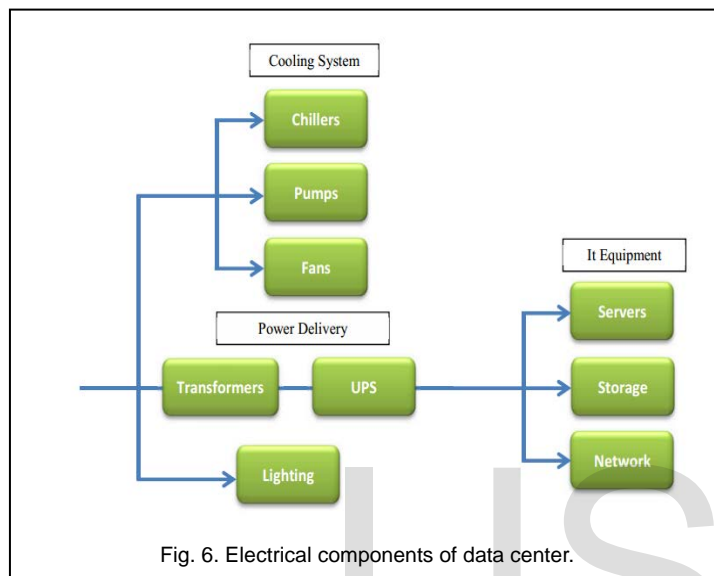 Cooling System
Chillers
Pumps
Fans
It Equipment
Power Delivery
Servers
Transformers
UPS
Storage
Lighting
Network
Fig. 6. Electrical components of data center.